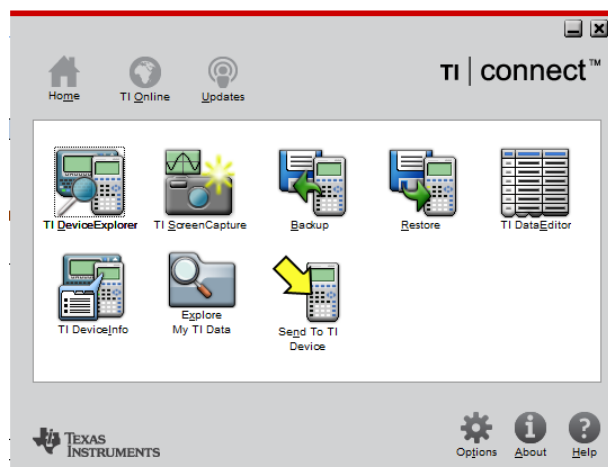 TI | connect™
Home
TI Online
Updates
TI DeviceExplorer
TI ScreenCapture
Backup
Restore
TI DataEditor
TI DeviceInfo
Explore
My TI Data
Send To TI
Device
TEXAS
INSTRUMENTS
Options
About
Help